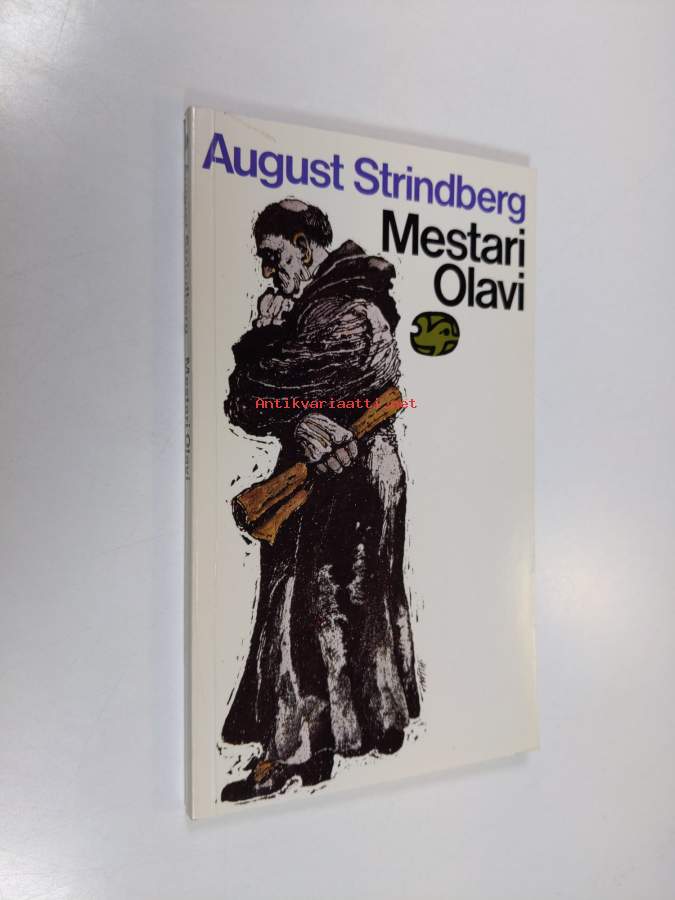 August Strindberg
Mestari
Olavi
Antikvariaatti.net
August Strindberg Mestari Olavi